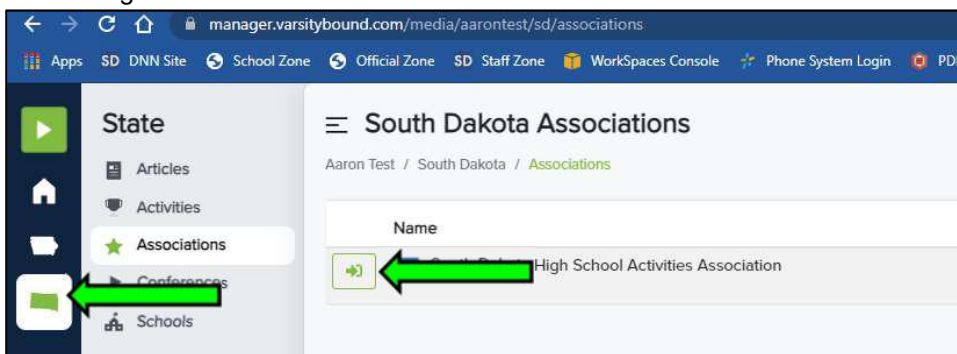 manager.varsitybound.com/media/aarontest/sd/associations
Apps SD DNN Site School Zone Official Zone SD Staff Zone WorkSpaces Console Phone System Login
State
Articles
Activities
Associations
Conferences
Schools
South Dakota Associations
Aaron Test / South Dakota / Associations
Name
High School Activities Association